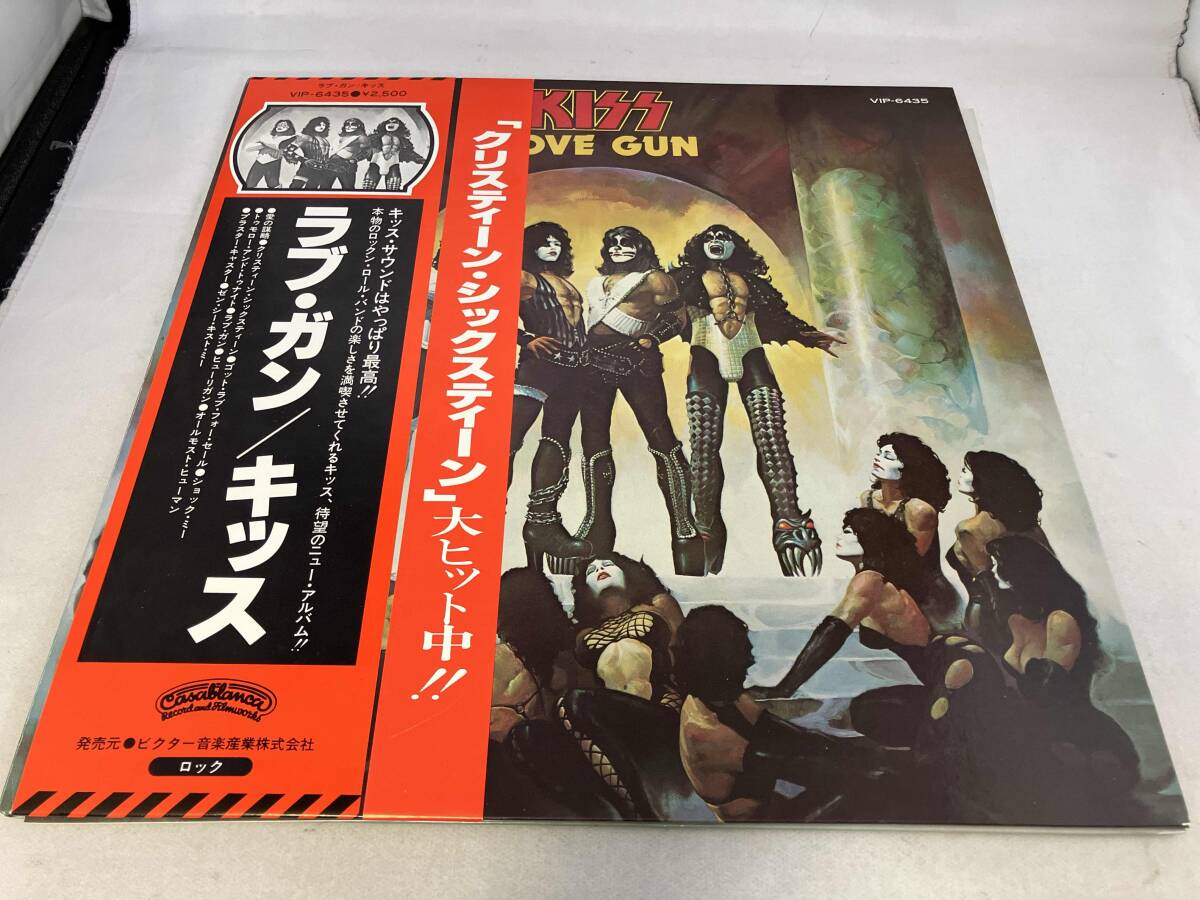 ラブ・ガン/キッス
VIP-6435●¥2,500
ラブ・ガン/キッス
キッス・サウンドはやっぱり最高!!
本物のロックン・ロール・バンドの楽しさを満喫させてくれるキッス、待望のニュー・アルバム!!
●愛の謀略●クリスティーン・シックスティーン●ゴット・ラブ・フォー・セール●ショック・ミー
●トゥモロー・アンド・トゥナイト●ラブ・ガン●ヒューリガン●オールモスト・ヒューマン
●プラスター・キャスター●ゼン・シー・キスト・ミー
Casablanca
Record and Filmworks
発売元●ビクター音楽産業株式会社
ロック
「クリスティーン・シックスティーン」大ヒット中!!
KISS
OVE GUN
VIP-6435